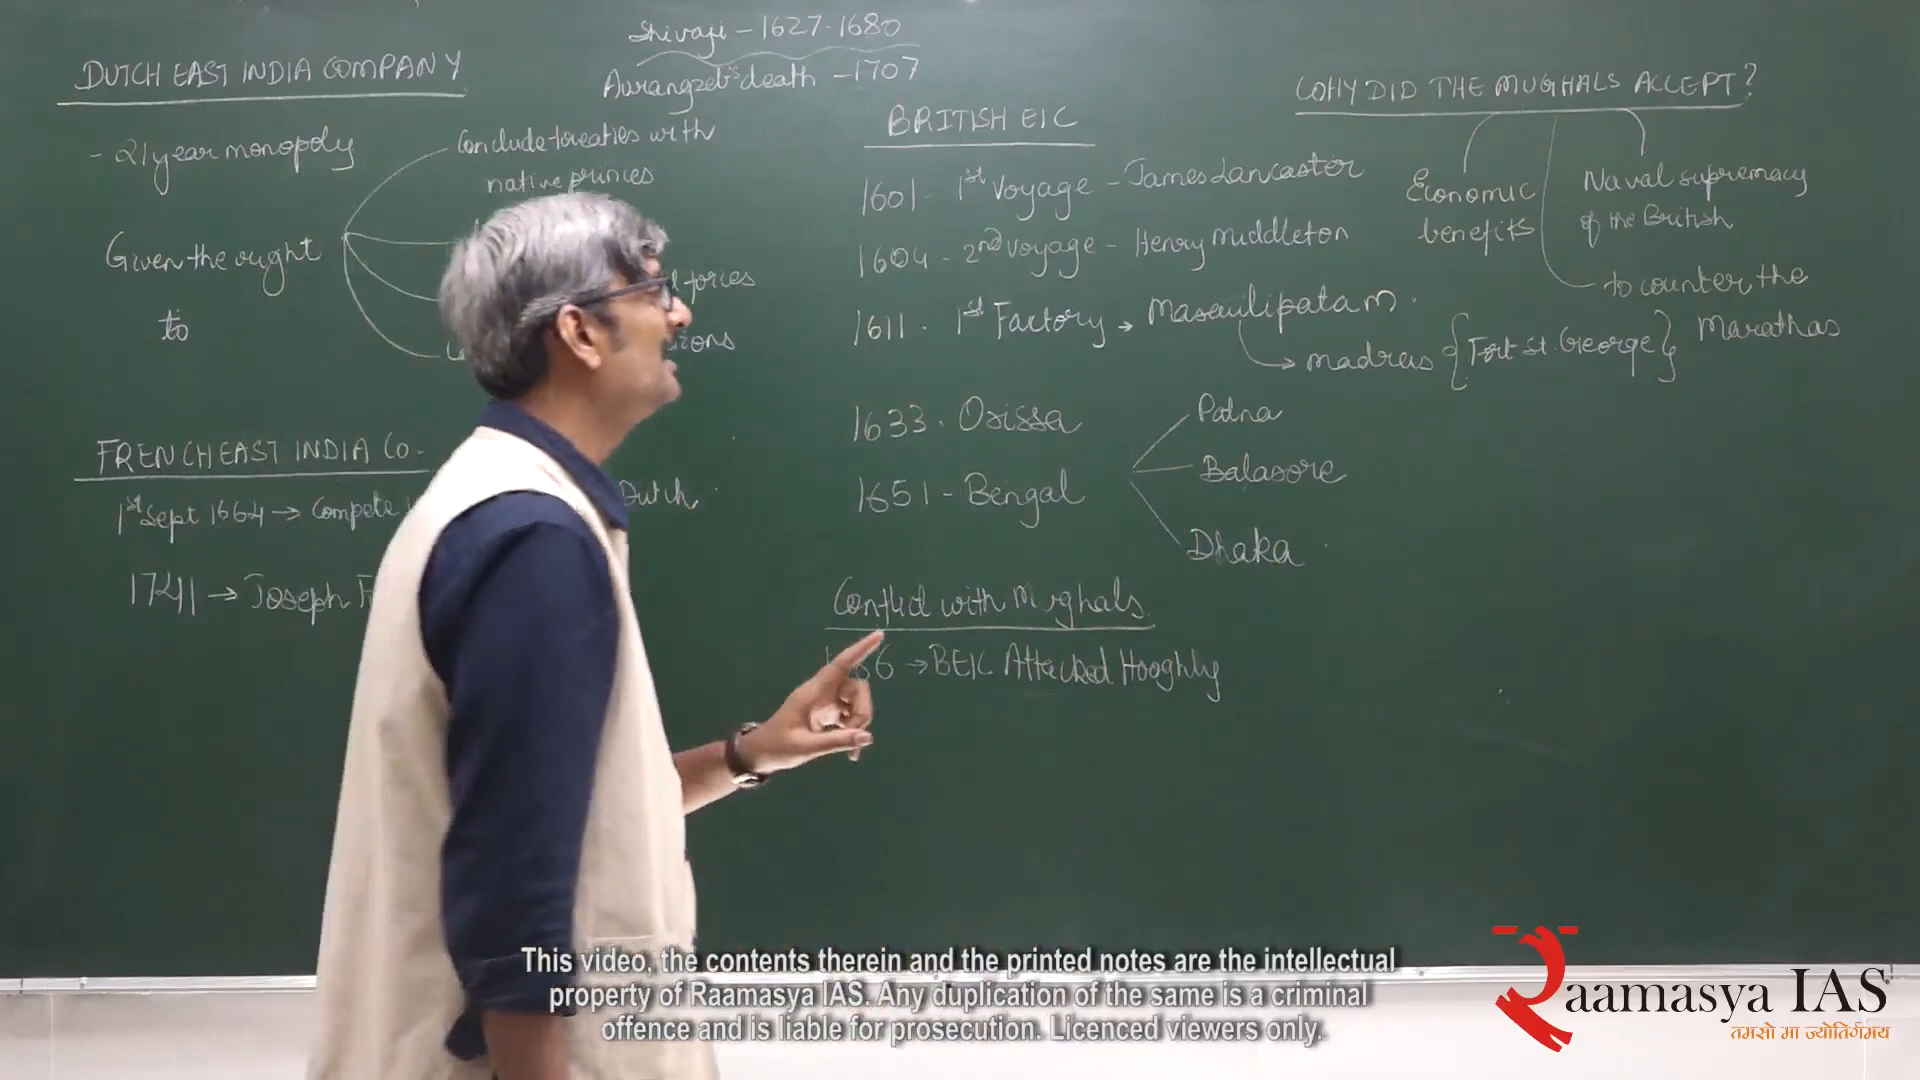 Shivaji – 1627-1680
Aurangzeb's death – 1707
DUTCH EAST INDIA COMPANY
- 21 year monopoly
Given the right
to
Conclude treaties with
native princes
forces
FRENCH EAST INDIA CO-
1st Sept 1664 → Compete
Dutch
1741 → Joseph
BRITISH EIC
1601 - 1st Voyage - James Lancaster
1604 - 2nd voyage - Henry Middleton
1611 - 1st Factory → Masaulipatam
→ Madras {Fort St. George}
1633 - Orissa
1651 - Bengal
Patna
Balasore
Dhaka
Conflict with Mughals
→ BEIC Attacked Hooghly
WHY DID THE MUGHALS ACCEPT?
Economic
benefits
Naval supremacy
of the British
to counter the
Marathas
This video, the contents therein and the printed notes are the intellectual
property of Raamasya IAS. Any duplication of the same is a criminal
offence and is liable for prosecution. Licenced viewers only.
Raamasya IAS
तमसो मा ज्योतिर्गमय